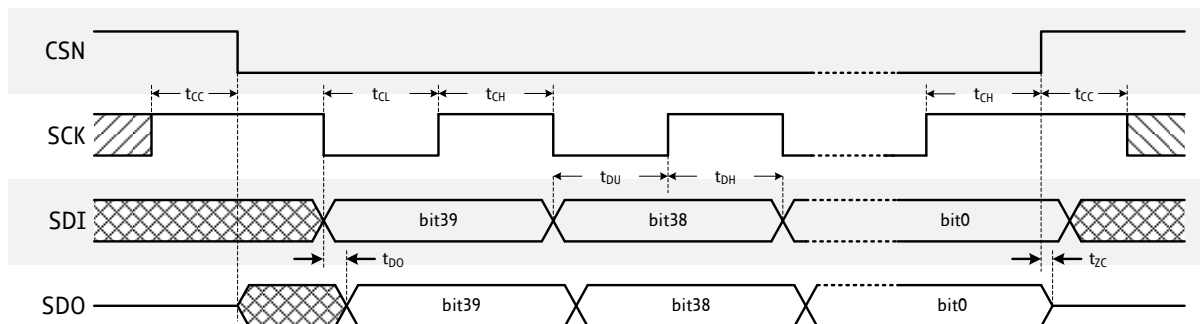 CSN
tCC tCL tCH tCH tCC
SCK
tDU tDH
SDI bit39 bit38 bit0
tDO tZC
SDO bit39 bit38 bit0